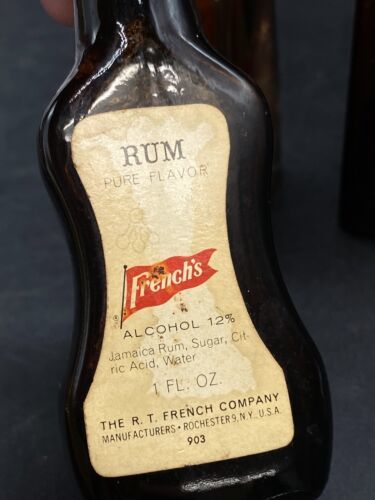 RUM
PURE FLAVOR
French's
ALCOHOL 12%
Jamaica Rum, Sugar, Cit-
ric Acid, Water
1 FL. OZ.
THE R. T. FRENCH COMPANY
MANUFACTURERS • ROCHESTER 9, N.Y., U.S.A.
903